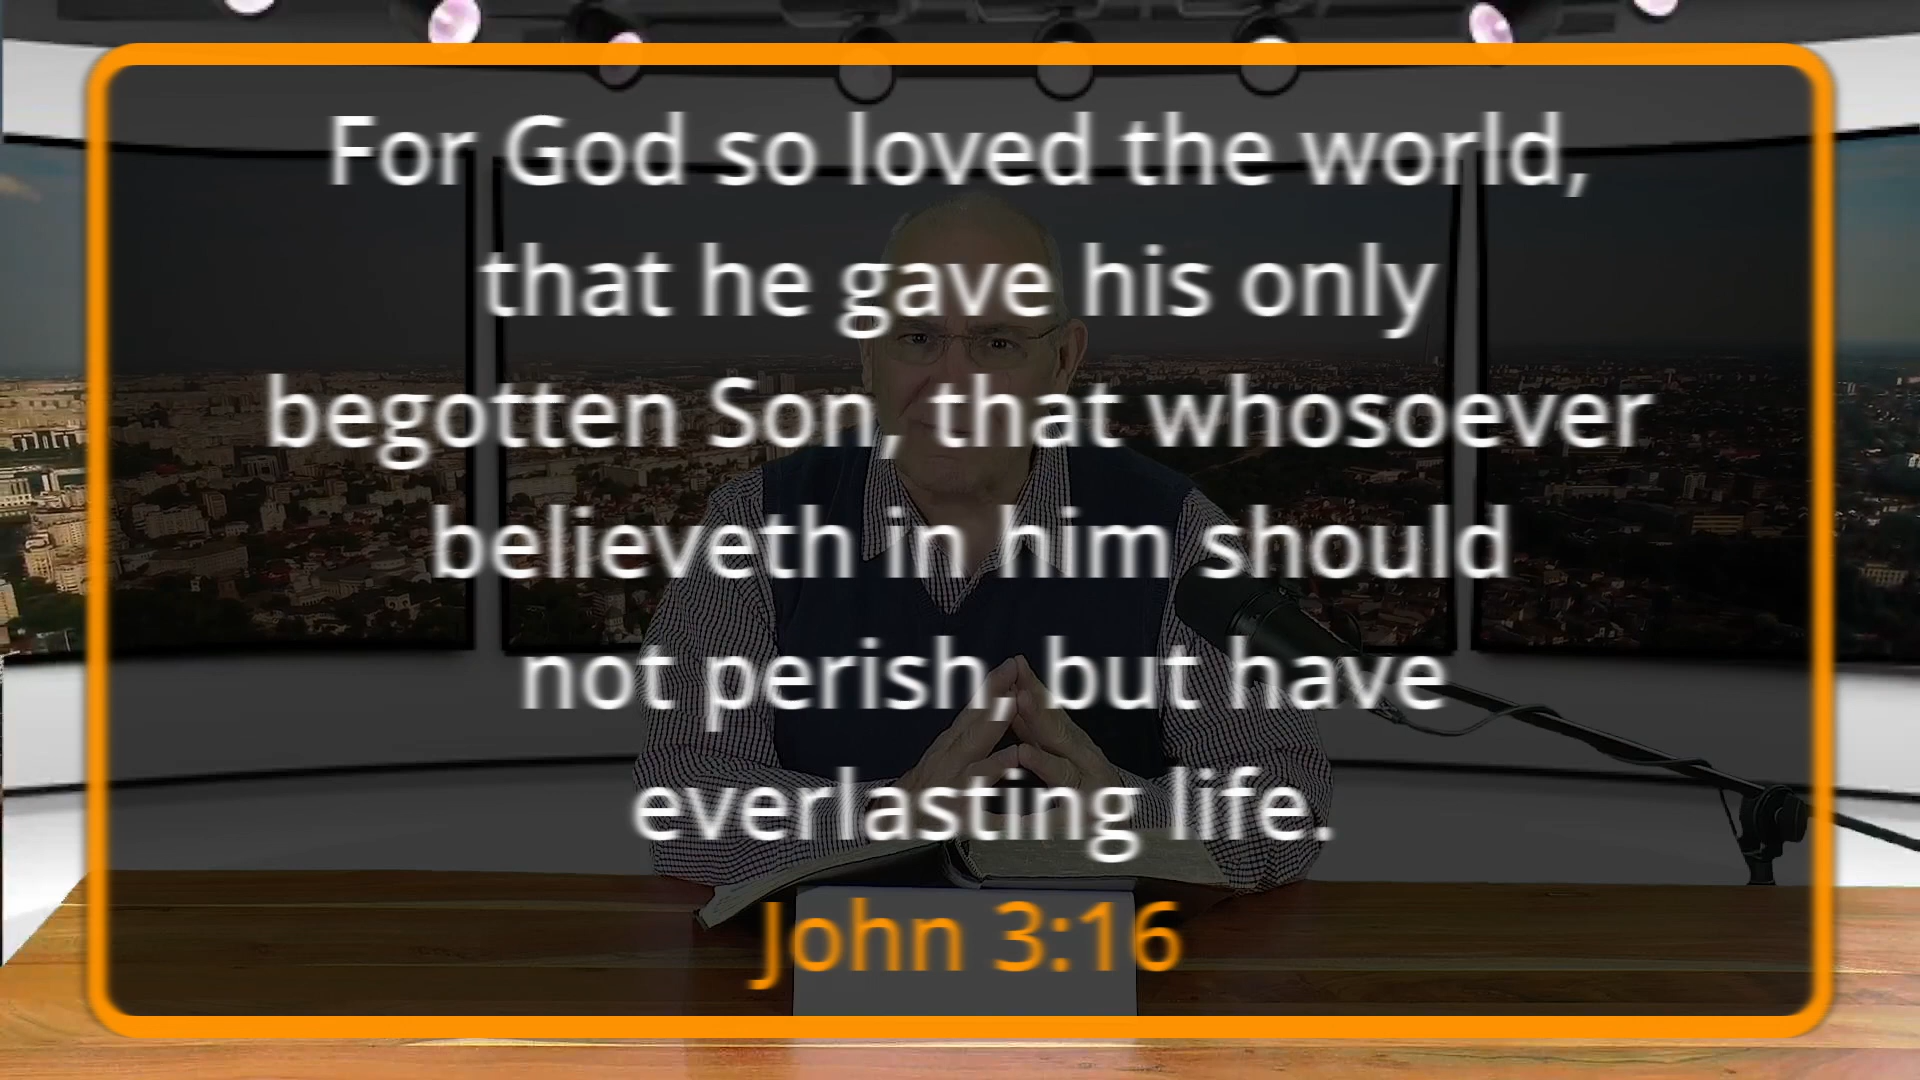 For God so loved the world,
that he gave his only
begotten Son, that whosoever
believeth in him should
not perish, but have
everlasting life.
John 3:16